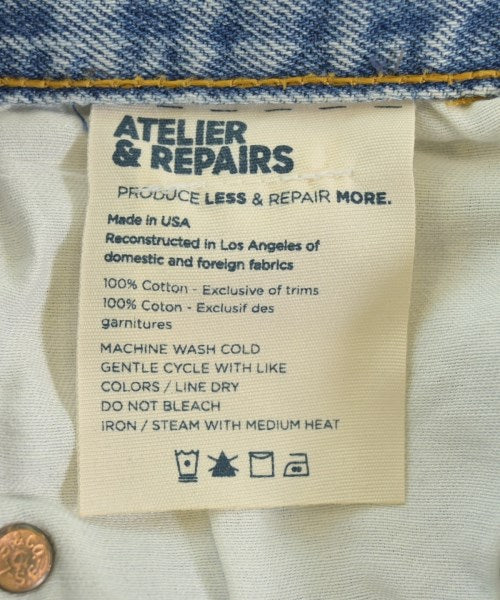 ATELIER
& REPAIRS
PRODUCE LESS & REPAIR MORE.
Made in USA
Reconstructed in Los Angeles of
domestic and foreign fabrics
100% Cotton - Exclusive of trims
100% Coton - Exclusif des
garnitures
MACHINE WASH COLD
GENTLE CYCLE WITH LIKE
COLORS / LINE DRY
DO NOT BLEACH
IRON / STEAM WITH MEDIUM HEAT